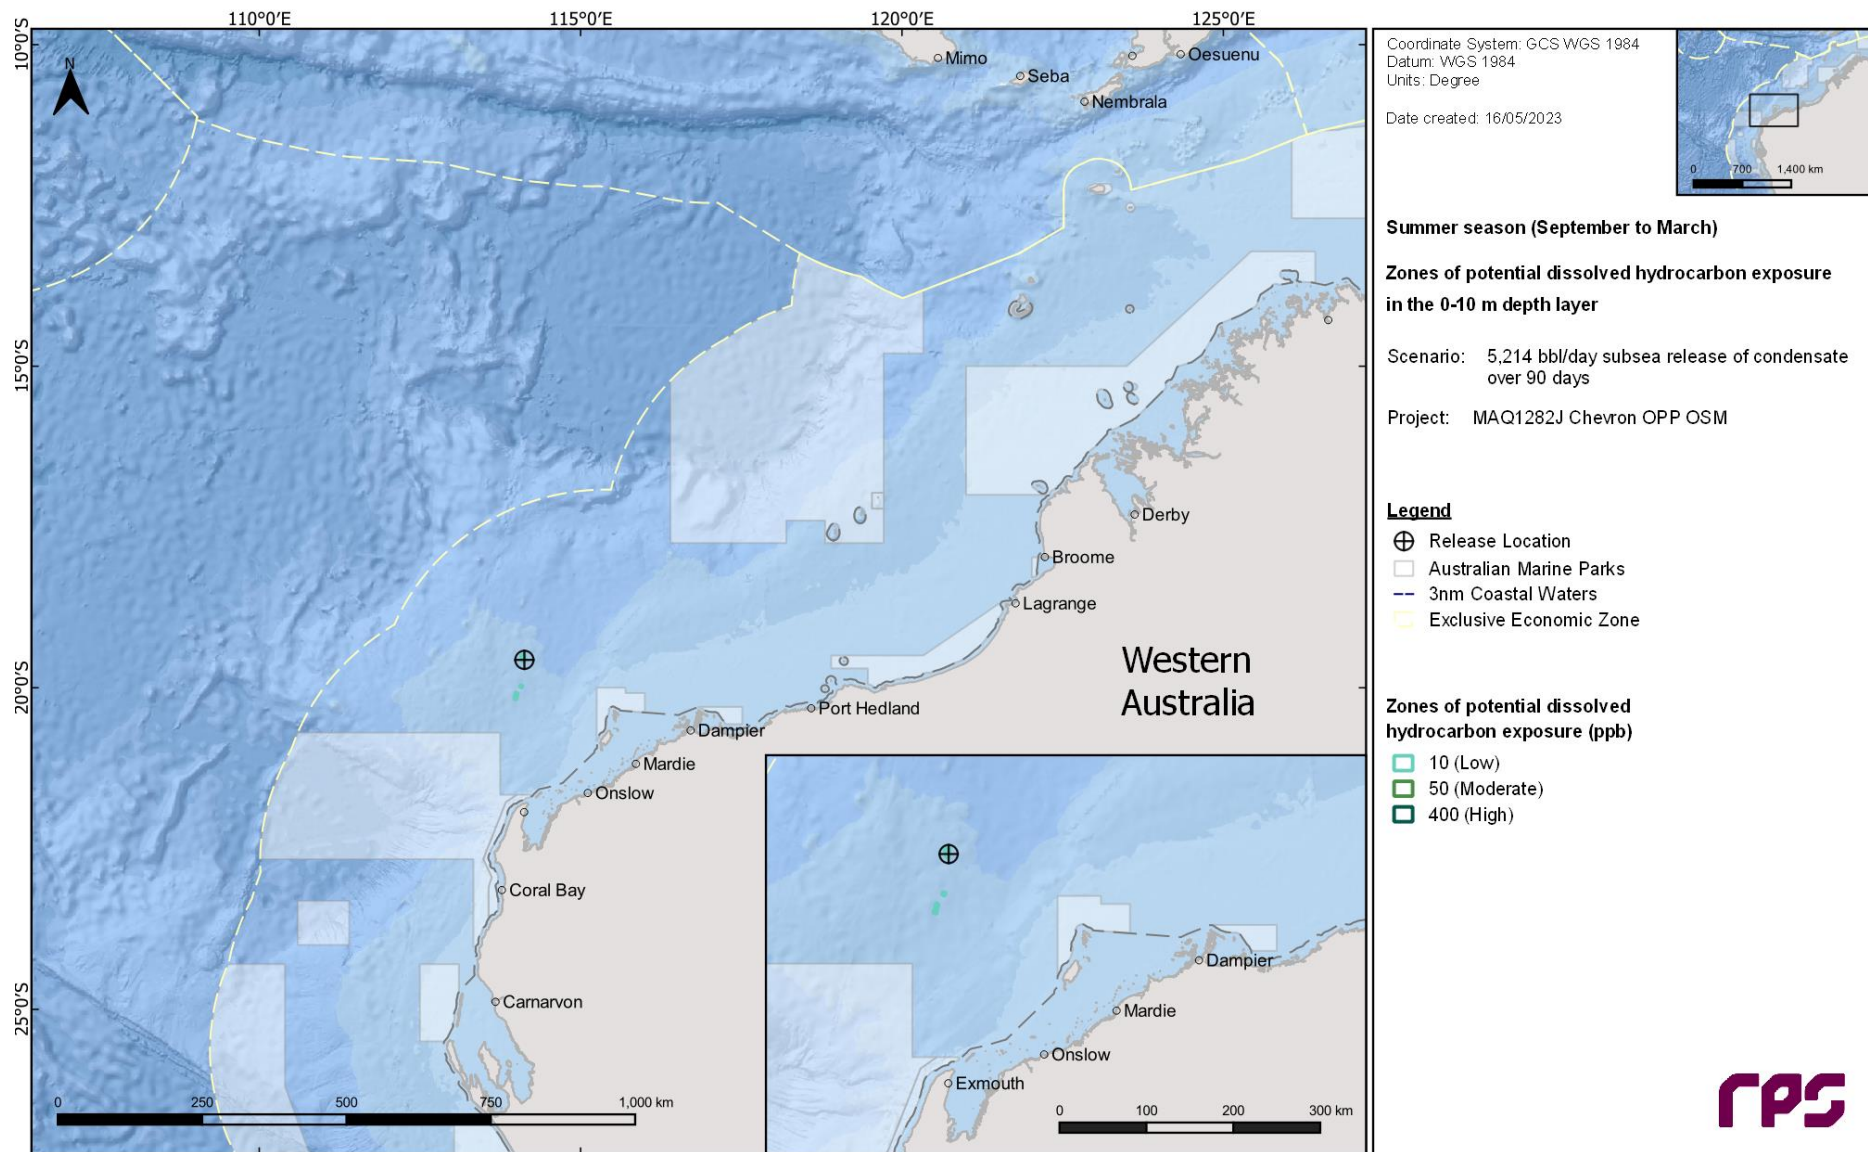 110°0'E 115°0'E 120°0'E 125°0'E
10°0'S
15°0'S
20°0'S
25°0'S
N
Mimo
Seba
Oesuenu
Nembrala
Derby
Broome
Lagrange
Western
Australia
Port Hedland
Dampier
Mardie
Onslow
Coral Bay
Carnarvon
0 250 500 750 1,000 km
Dampier
Mardie
Onslow
Exmouth
0 100 200 300 km
Coordinate System: GCS WGS 1984
Datum: WGS 1984
Units: Degree
Date created: 16/05/2023
0 700 1,400 km
Summer season (September to March)
Zones of potential dissolved hydrocarbon exposure
in the 0-10 m depth layer
Scenario: 5,214 bbl/day subsea release of condensate
over 90 days
Project: MAQ1282J Chevron OPP OSM
Legend
Release Location
Australian Marine Parks
3nm Coastal Waters
Exclusive Economic Zone
Zones of potential dissolved
hydrocarbon exposure (ppb)
10 (Low)
50 (Moderate)
400 (High)
rps